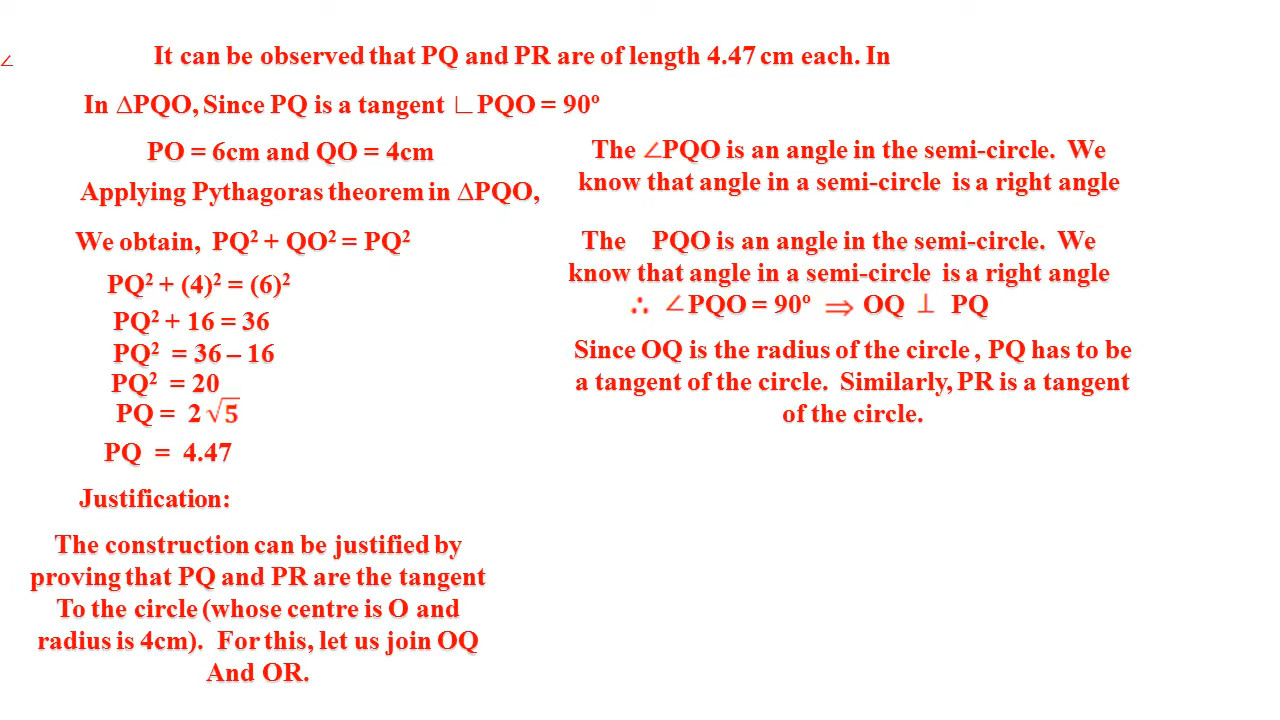 ∠
It can be observed that PQ and PR are of length 4.47 cm each. In
In ∆PQO, Since PQ is a tangent ∟PQO = 90º
PO = 6cm and QO = 4cm
Applying Pythagoras theorem in ∆PQO,
We obtain, PQ² + QO² = PQ²
PQ² + (4)² = (6)²
PQ² + 16 = 36
PQ² = 36 – 16
PQ² = 20
PQ = 2 √5
PQ = 4.47
Justification:
The construction can be justified by
proving that PQ and PR are the tangent
To the circle (whose centre is O and
radius is 4cm). For this, let us join OQ
And OR.
The ∠PQO is an angle in the semi-circle. We
know that angle in a semi-circle is a right angle
The PQO is an angle in the semi-circle. We
know that angle in a semi-circle is a right angle
∴ ∠PQO = 90º ⇒ OQ ⊥ PQ
Since OQ is the radius of the circle , PQ has to be
a tangent of the circle. Similarly, PR is a tangent
of the circle.